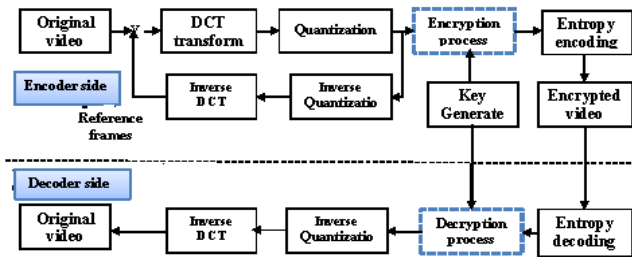 Original
video
x
DCT
transform
Quantization
Encryption
process
Entropy
encoding
Encoder side
Inverse
DCT
Inverse
Quantizatio
Key
Generate
Encrypted
video
Reference
frames
Decoder side
Original
video
Inverse
DCT
Inverse
Quantizatio
Decryption
process
Entropy
decoding